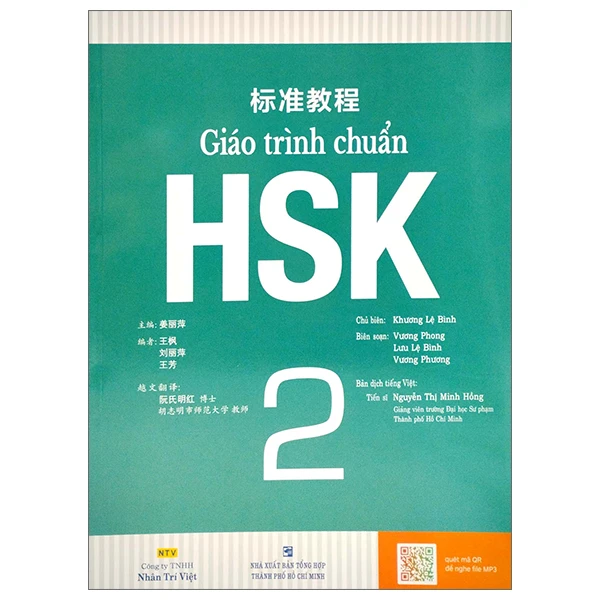 标准教程
Giáo trình chuẩn
HSK
2
主编: 姜丽萍
编者: 王枫
刘丽萍
王芳
越文翻译:
阮氏明红 博士
胡志明市师范大学 教师
Chủ biên: Khương Lệ Bình
Biên soạn: Vương Phong
Lưu Lệ Bình
Vương Phương
Bản dịch tiếng Việt:
Tiến sĩ Nguyễn Thị Minh Hồng
Giảng viên trường Đại học Sư phạm
Thành phố Hồ Chí Minh
NTV
Công ty TNHH
Nhân Trí Việt
NHÀ XUẤT BẢN TỔNG HỢP
THÀNH PHỐ HỒ CHÍ MINH
quét mã QR
để nghe file MP3